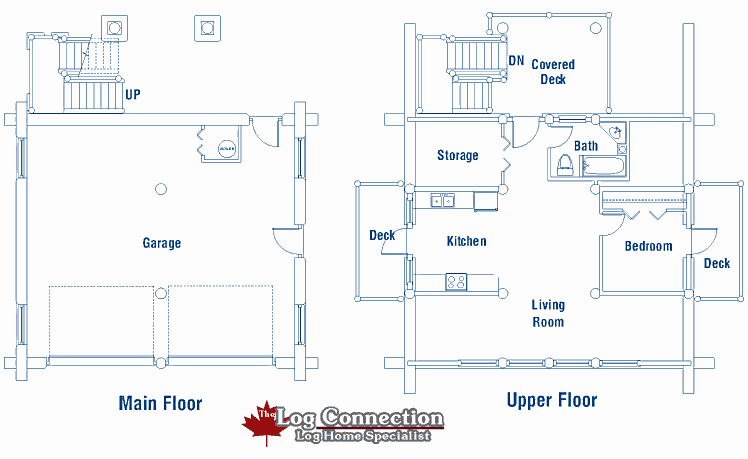 UP
Garage
Main Floor
DN
Covered
Deck
Storage
Bath
Deck
Kitchen
Bedroom
Deck
Living
Room
Upper Floor
The Log Connection
Log Home Specialist